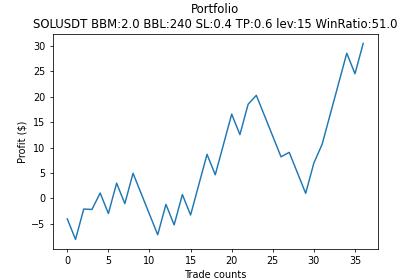 Portfolio
SOLUSDT BBM:2.0 BBL:240 SL:0.4 TP:0.6 lev:15 WinRatio:51.0
30
25
20
15
10
5
0
−5
Profit ($)
0 5 10 15 20 25 30 35
Trade counts